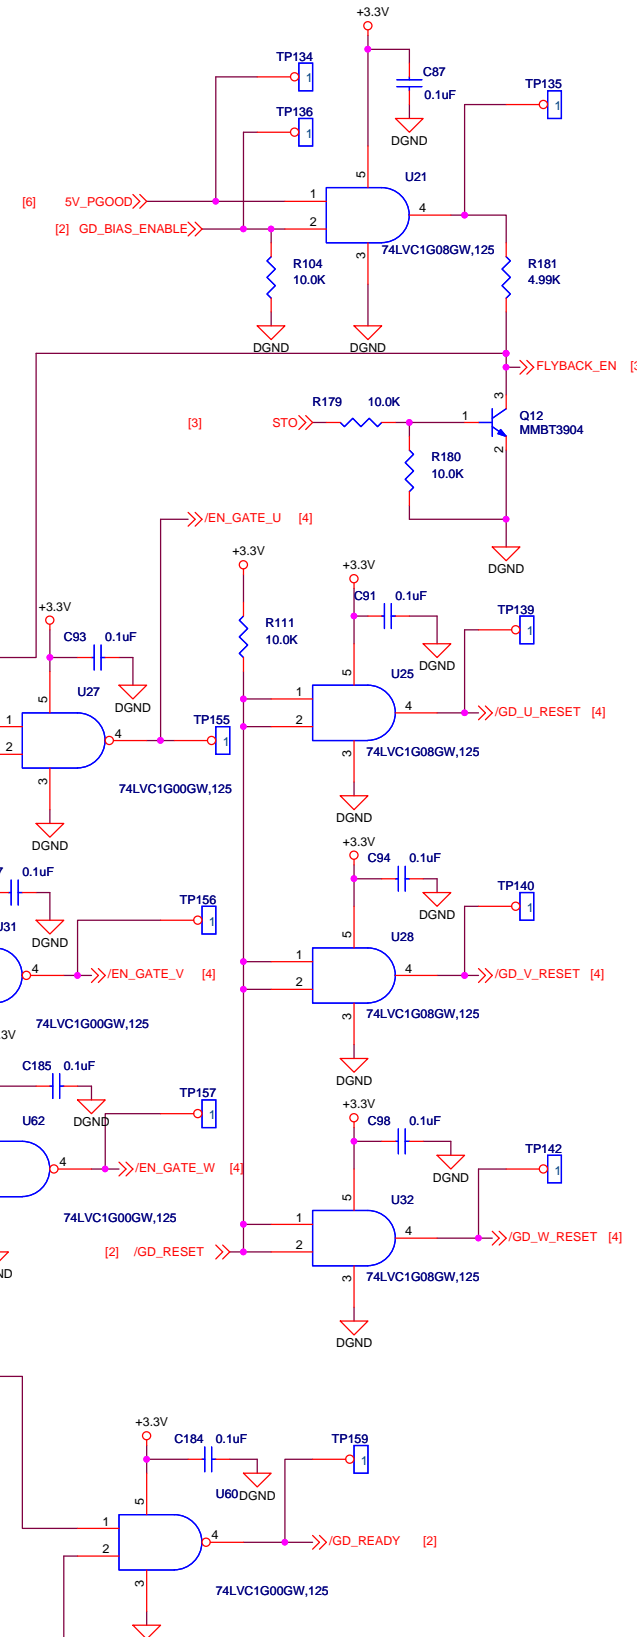 +3.3V
TP134
1
C87
0.1uF
DGND
TP136
1
TP135
1
[6] 5V_PGOOD
[2] GD_BIAS_ENABLE
1
2
5
U21
4
3
74LVC1G08GW,125
R104
10.0K
R181
4.99K
DGND
DGND
FLYBACK_EN
R179 10.0K
3
[3] STO
1
Q12
MMBT3904
2
R180
10.0K
DGND
/EN_GATE_U [4]
+3.3V
+3.3V
C91 0.1uF
+3.3V
R111
10.0K
TP139
1
C93 0.1uF
DGND
DGND
5
U27
5
U25
1
2
4
TP155
1
1
2
4
/GD_U_RESET [4]
3
74LVC1G00GW,125
3
74LVC1G08GW,125
DGND
DGND
+3.3V
C94 0.1uF
0.1uF
TP140
1
TP156
1
DGND
DGND
U31
5
U28
4
/EN_GATE_V [4]
1
2
4
/GD_V_RESET [4]
74LVC1G00GW,125
3
74LVC1G08GW,125
DGND
C185 0.1uF
DGND
TP157
1
+3.3V
C98 0.1uF
DGND
TP142
1
U62
4
/EN_GATE_W [4]
74LVC1G00GW,125
5
U32
[2] /GD_RESET
1
2
4
/GD_W_RESET [4]
3
74LVC1G08GW,125
DGND
+3.3V
C184 0.1uF
TP159
1
U60
DGND
5
1
2
4
/GD_READY [2]
3
74LVC1G00GW,125